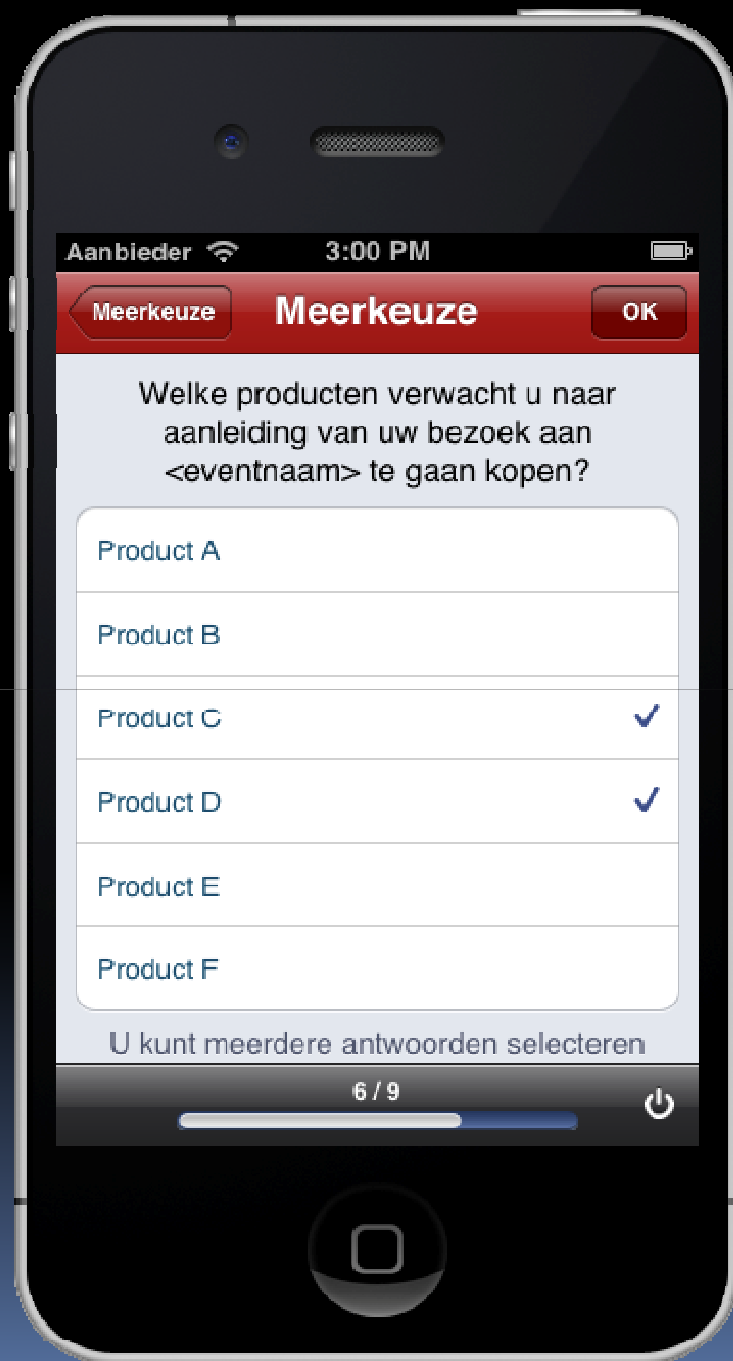 Aanbieder 3:00 PM
Meerkeuze Meerkeuze OK
Welke producten verwacht u naar
aanleiding van uw bezoek aan
<eventnaam> te gaan kopen?
Product A
Product B
Product C
Product D
Product E
Product F
U kunt meerdere antwoorden selecteren
6 / 9